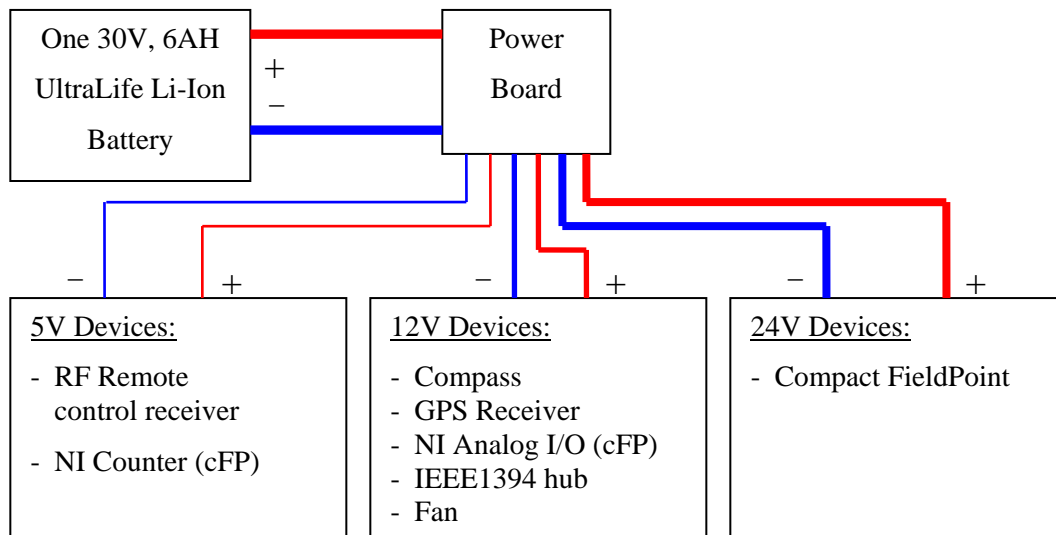 One 30V, 6AH
UltraLife Li-Ion
Battery
+
−
Power
Board
− +
− +
− +
5V Devices:
- RF Remote
control receiver
- NI Counter (cFP)
12V Devices:
- Compass
- GPS Receiver
- NI Analog I/O (cFP)
- IEEE1394 hub
- Fan
24V Devices:
- Compact FieldPoint